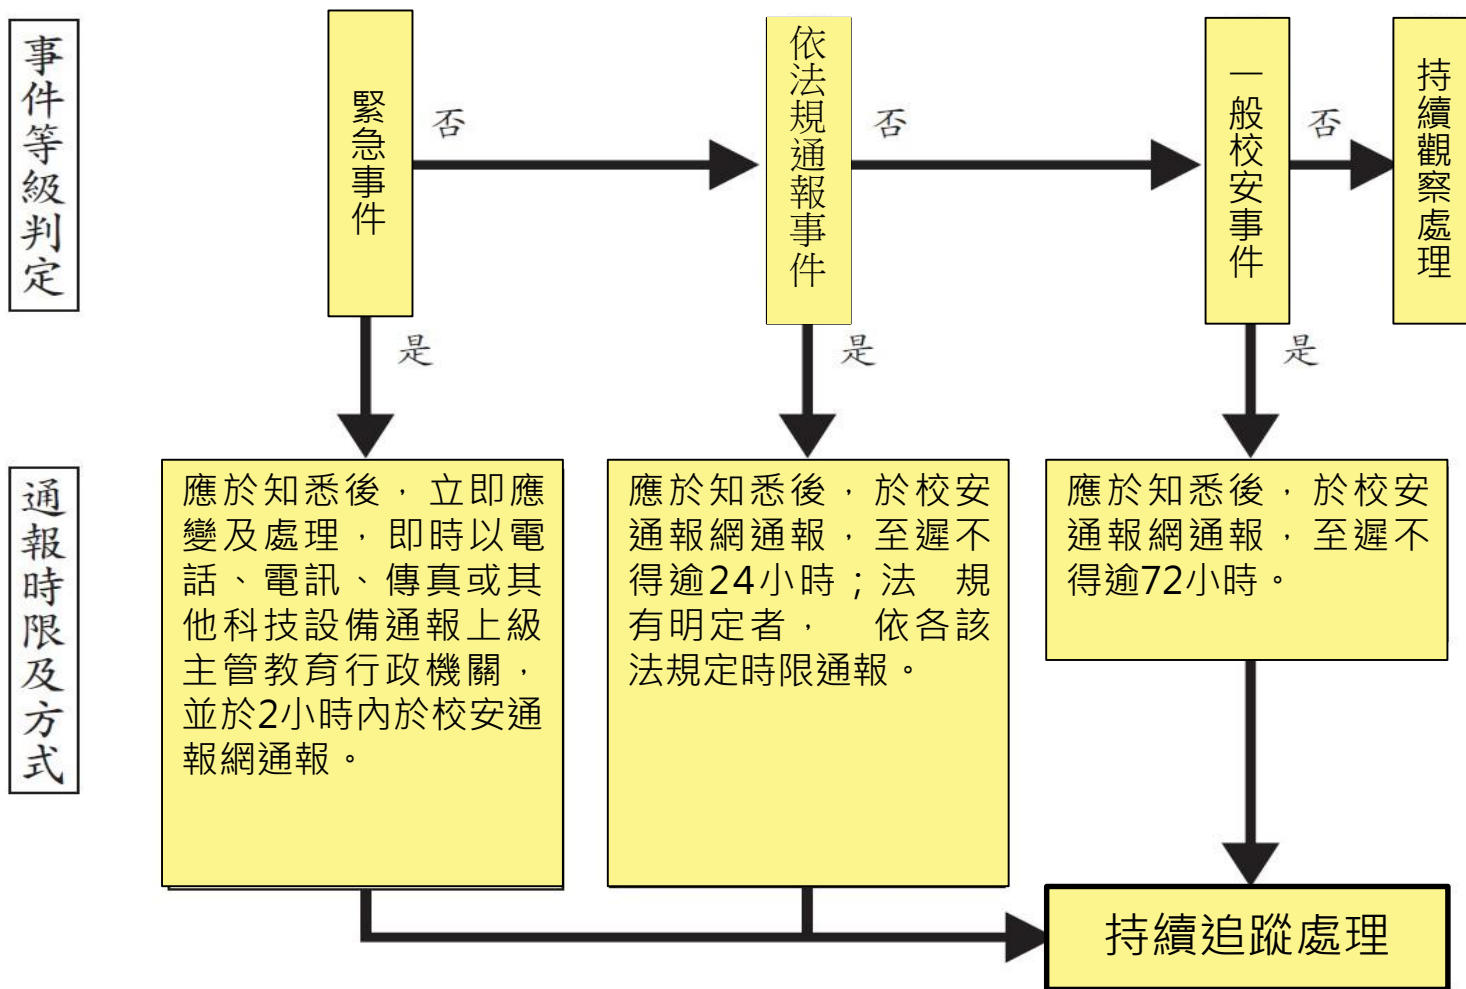 事件等級判定
緊急事件
否
依法規通報事件
否
一般校安事件
否
持續觀察處理
是
是
是
通報時限及方式
應於知悉後，立即應
變及處理，即時以電
話、電訊、傳真或其
他科技設備通報上級
主管教育行政機關，
並於2小時內於校安通
報網通報。
應於知悉後，於校安
通報網通報，至遲不
得逾24小時；法　規
有明定者，　依各該
法規定時限通報。
應於知悉後，於校安
通報網通報，至遲不
得逾72小時。
持續追蹤處理